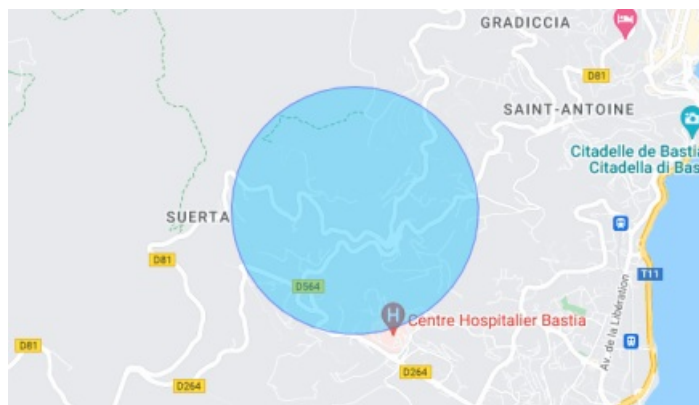 GRADICCIA
D81
SAINT-ANTOINE
Citadelle de Bastia
Citadella di Bas
SUERTA
D81
T11
D564
H
Centre Hospitalier Bastia
Av. de la Libération
D81
D264
D264